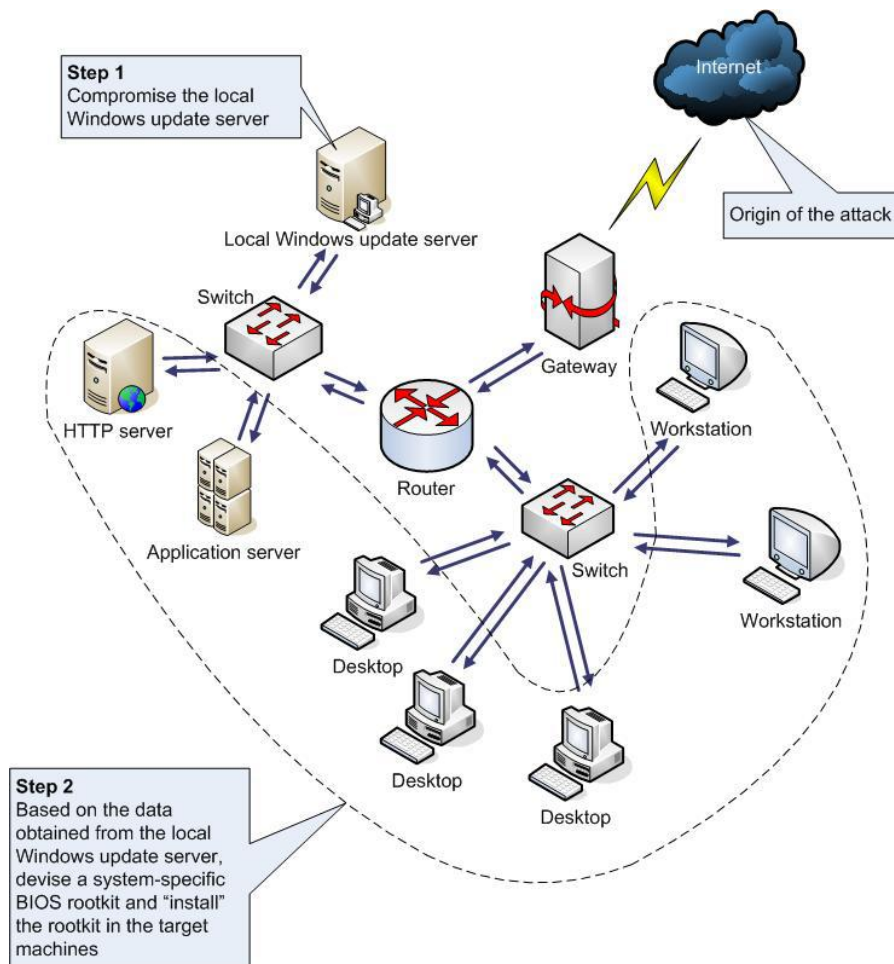 Step 1
Compromise the local
Windows update server
Internet
Origin of the attack
Local Windows update server
Switch
Gateway
HTTP server
Workstation
Router
Application server
Switch
Workstation
Desktop
Desktop
Desktop
Step 2
Based on the data
obtained from the local
Windows update server,
devise a system-specific
BIOS rootkit and “install”
the rootkit in the target
machines